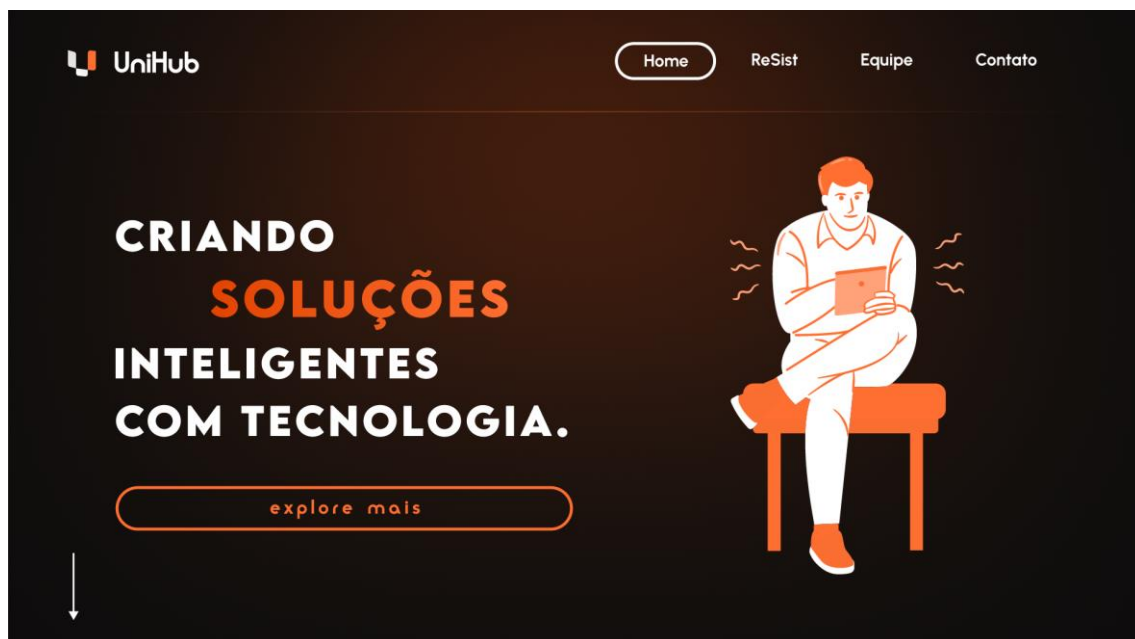 UniHub
Home ReSist Equipe Contato
CRIANDO
SOLUÇÕES
INTELIGENTES
COM TECNOLOGIA.
explore mais